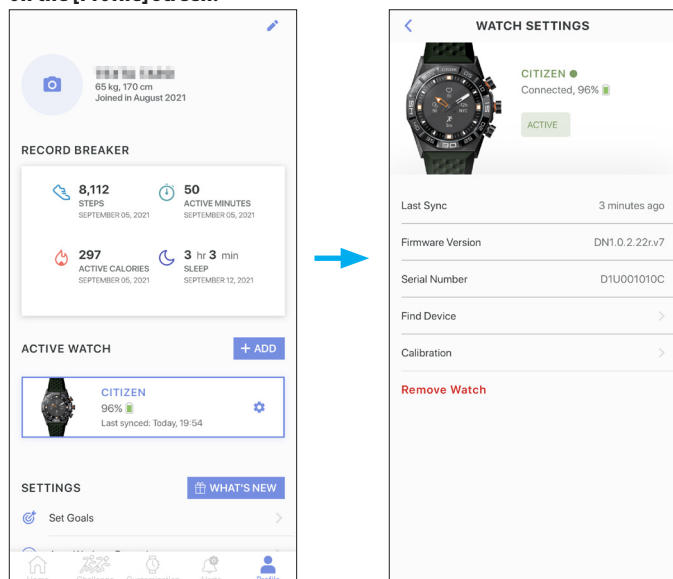 65 kg, 170 cm
Joined in August 2021
RECORD BREAKER
8,112
STEPS
SEPTEMBER 05, 2021
50
ACTIVE MINUTES
SEPTEMBER 05, 2021
297
ACTIVE CALORIES
SEPTEMBER 05, 2021
3 hr 3 min
SLEEP
SEPTEMBER 12, 2021
ACTIVE WATCH
+ ADD
CITIZEN
96%
Last synced: Today, 19:54
SETTINGS
WHAT'S NEW
Set Goals
Profile
WATCH SETTINGS
CITIZEN
Connected, 96%
ACTIVE
Last Sync 3 minutes ago
Firmware Version DN1.0.2.22r.v7
Serial Number D1U001010C
Find Device
Calibration
Remove Watch